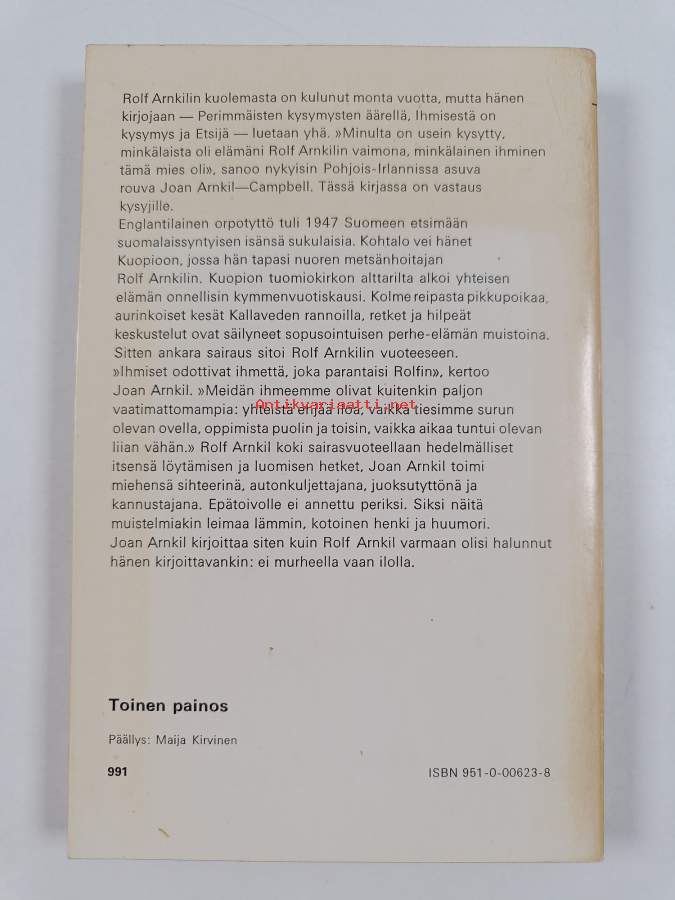 Rolf Arnkilin kuolemasta on kulunut monta vuotta, mutta hänen
kirjojaan — Perimmäisten kysymysten äärellä, Ihmisestä on
kysymys ja Etsijä — luetaan yhä. »Minulta on usein kysytty,
minkälaista oli elämäni Rolf Arnkilin vaimona, minkälainen ihminen
tämä mies oli», sanoo nykyisin Pohjois-Irlannissa asuva
rouva Joan Arnkil—Campbell. Tässä kirjassa on vastaus
kysyjille.
Englantilainen orpotyttö tuli 1947 Suomeen etsimään
suomalaissyntyisen isänsä sukulaisia. Kohtalo vei hänet
Kuopioon, jossa hän tapasi nuoren metsänhoitajan
Rolf Arnkilin. Kuopion tuomiokirkon alttarilta alkoi yhteisen
elämän onnellisin kymmenvuotiskausi. Kolme reipasta pikkupoikaa,
aurinkoiset kesät Kallaveden rannoilla, retket ja hilpeät
keskustelut ovat säilyneet sopusointuisen perhe-elämän muistoina.
Sitten ankara sairaus sitoi Rolf Arnkilin vuoteeseen.
»Ihmiset odottivat ihmettä, joka parantaisi Rolfin», kertoo
Joan Arnkil. »Meidän ihmeemme olivat kuitenkin paljon
vaatimattomampia: yhteistä ehjää iloa, vaikka tiesimme surun
Antikvariaatti.net
olevan ovella, oppimista puolin ja toisin, vaikka aikaa tuntui olevan
liian vähän.» Rolf Arnkil koki sairasvuoteellaan hedelmälliset
itsensä löytämisen ja luomisen hetket, Joan Arnkil toimi
miehensä sihteerinä, autonkuljettajana, juoksutyttönä ja
kannustajana. Epätoivolle ei annettu periksi. Siksi näitä
muistelmiakin leimaa lämmin, kotoinen henki ja huumori.
Joan Arnkil kirjoittaa siten kuin Rolf Arnkil varmaan olisi halunnut
hänen kirjoittavankin: ei murheella vaan ilolla.
Toinen painos
Päällys: Maija Kirvinen
991
ISBN 951-0-00623-8